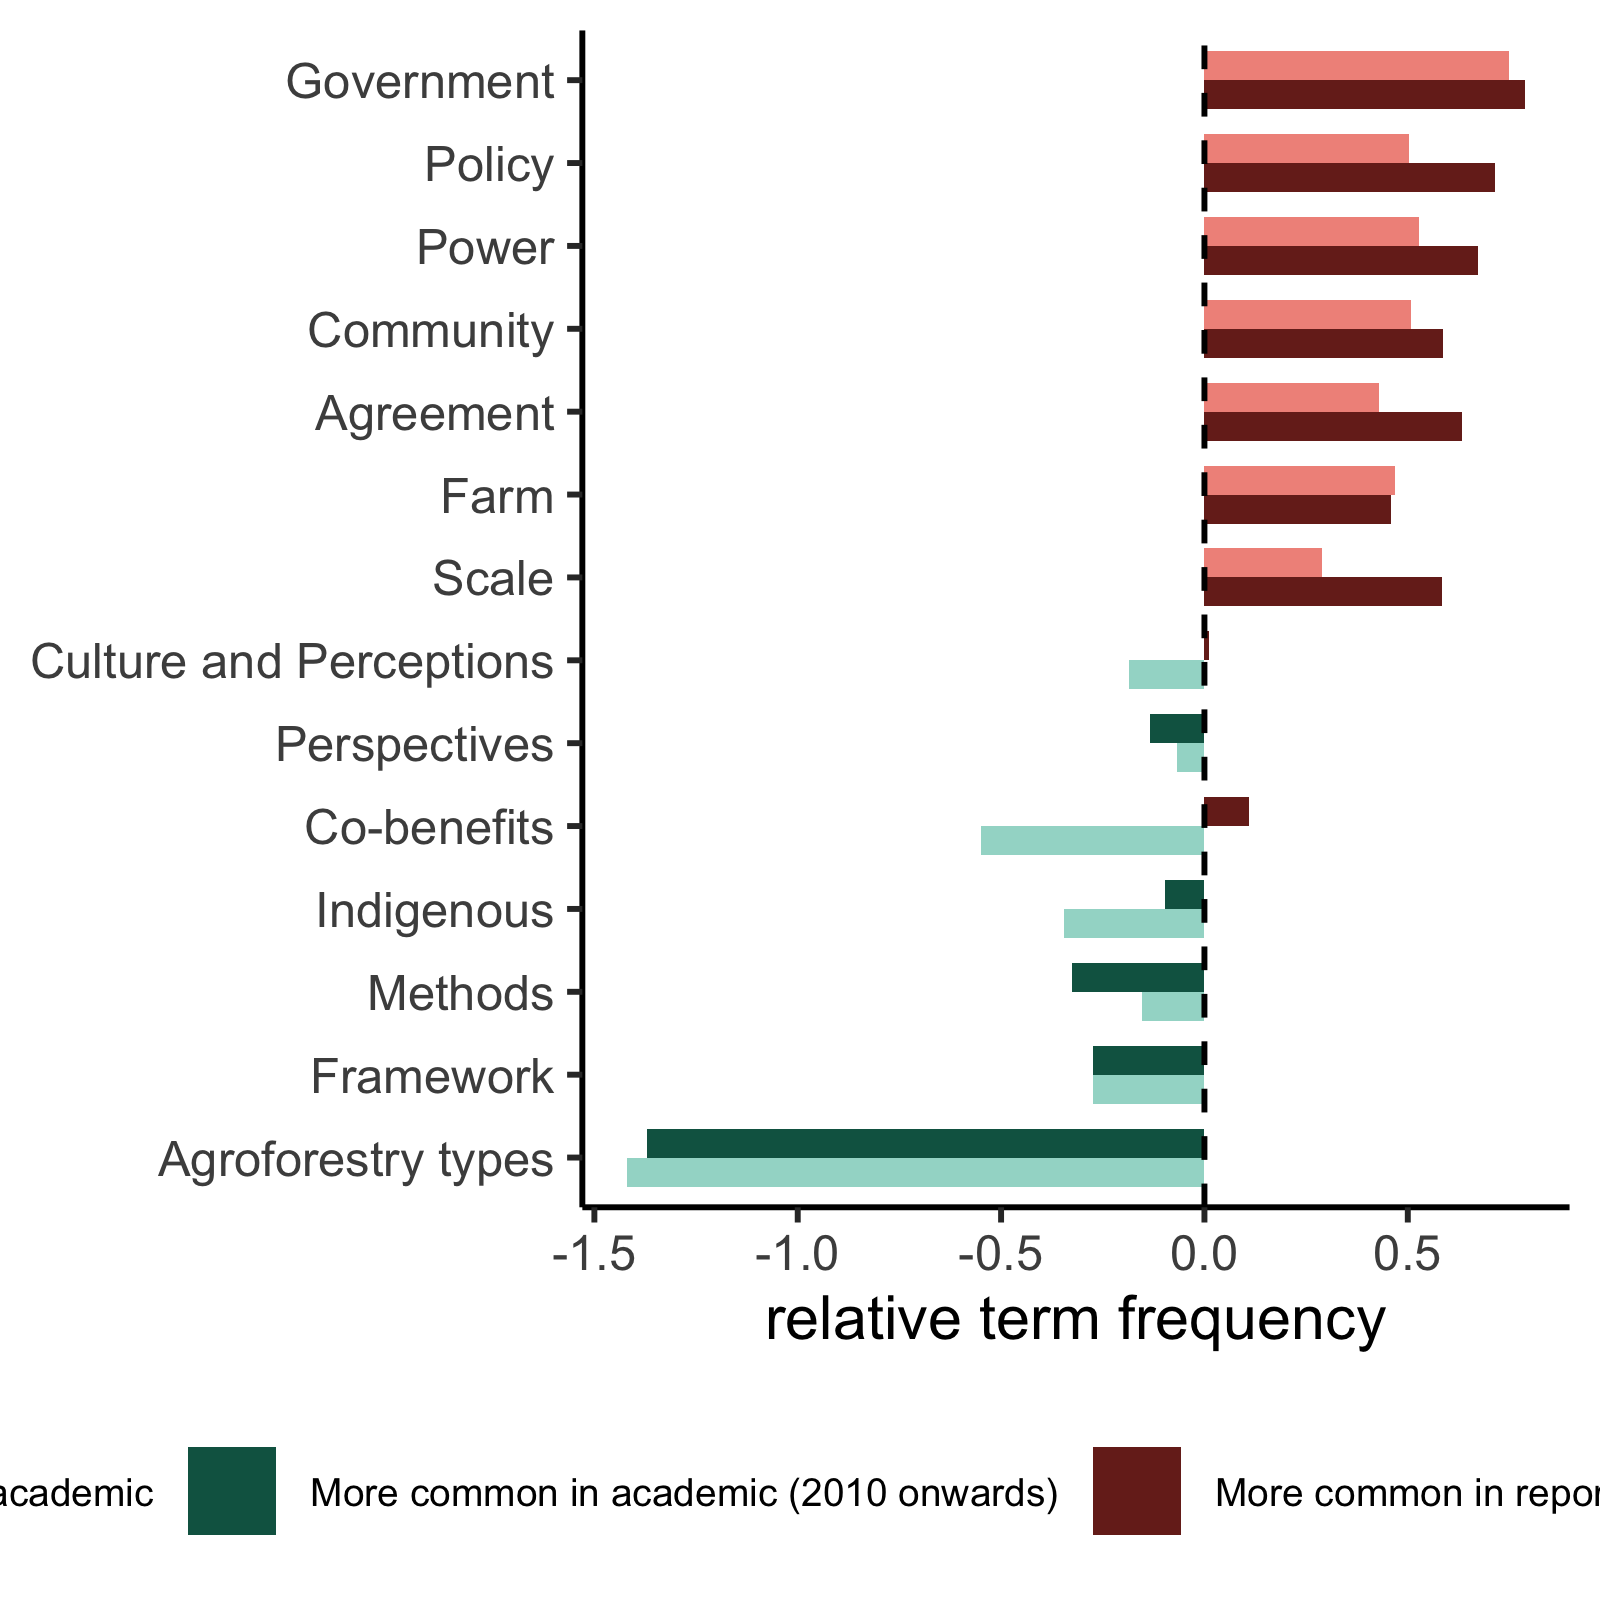 Government
Policy
Power
Community
Agreement
Farm
Scale
Culture and Perceptions
Perspectives
Co-benefits
Indigenous
Methods
Framework
Agroforestry types
-1.5 -1.0 -0.5 0.0 0.5
relative term frequency
academic More common in academic (2010 onwards) More common in repor